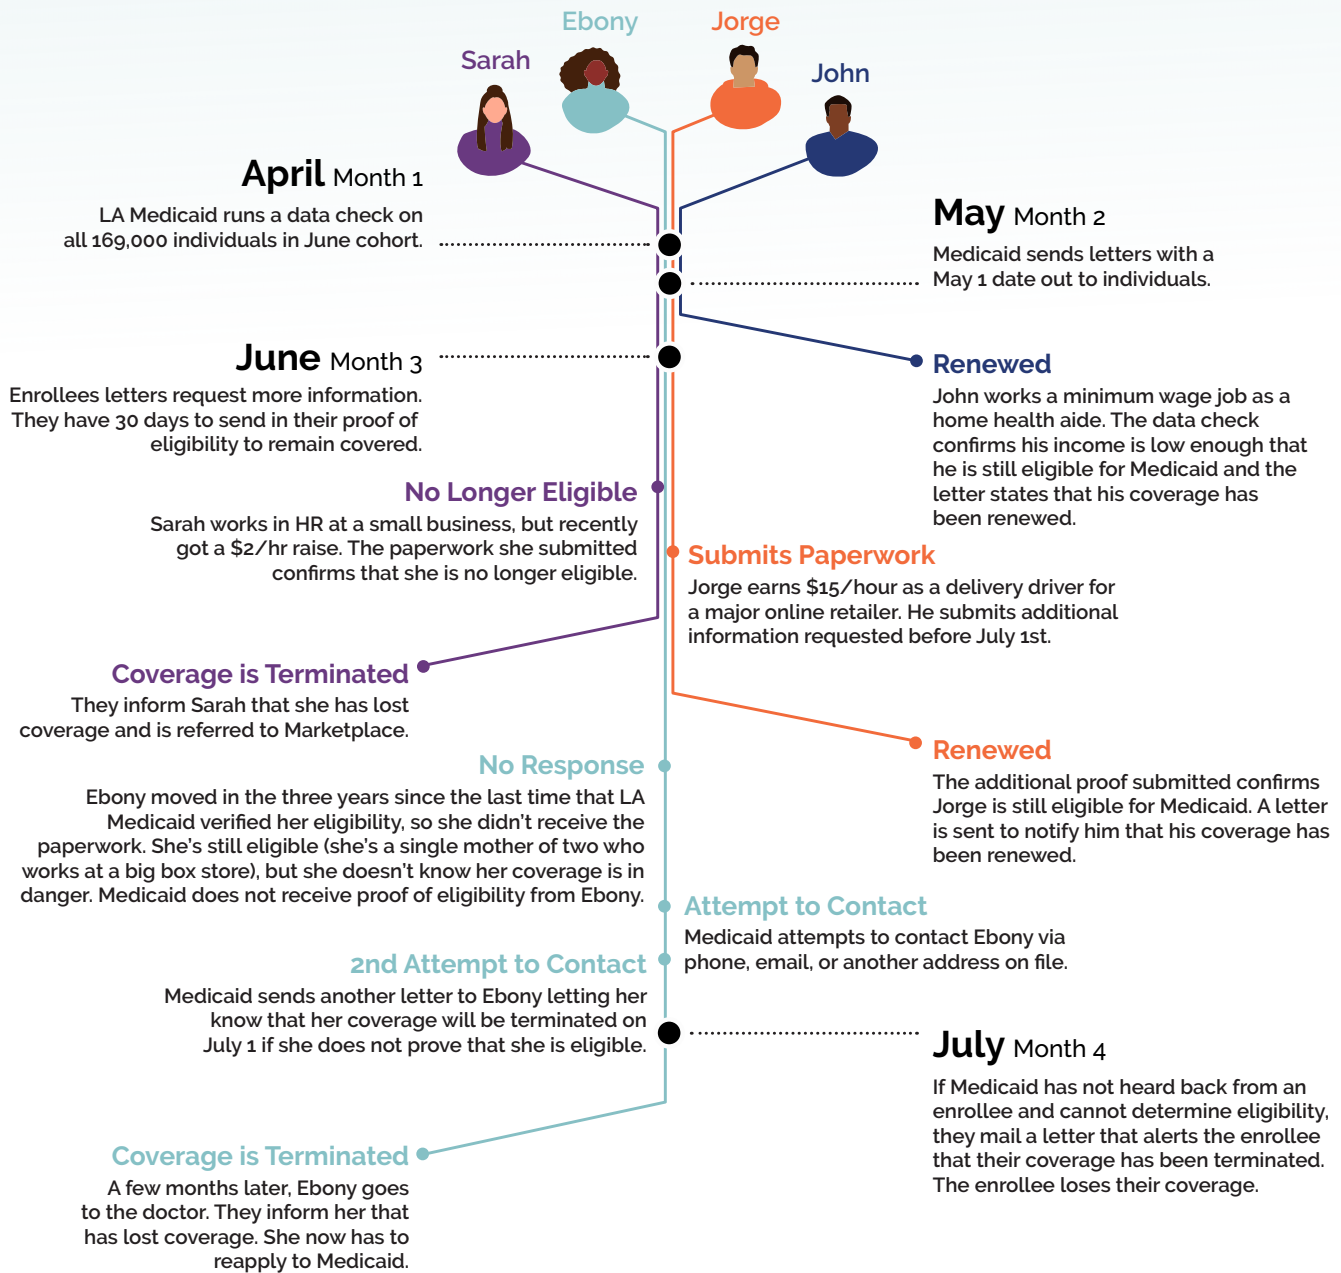 Ebony
Jorge
Sarah
John
April Month 1
LA Medicaid runs a data check on
all 169,000 individuals in June cohort.
May Month 2
Medicaid sends letters with a
May 1 date out to individuals.
June Month 3
Enrollees letters request more information.
They have 30 days to send in their proof of
eligibility to remain covered.
Renewed
John works a minimum wage job as a
home health aide. The data check
confirms his income is low enough that
he is still eligible for Medicaid and the
letter states that his coverage has
been renewed.
No Longer Eligible
Sarah works in HR at a small business, but recently
got a $2/hr raise. The paperwork she submitted
confirms that she is no longer eligible.
Submits Paperwork
Jorge earns $15/hour as a delivery driver for
a major online retailer. He submits additional
information requested before July 1st.
Coverage is Terminated
They inform Sarah that she has lost
coverage and is referred to Marketplace.
Renewed
The additional proof submitted confirms
Jorge is still eligible for Medicaid. A letter
is sent to notify him that his coverage has
been renewed.
No Response
Ebony moved in the three years since the last time that LA
Medicaid verified her eligibility, so she didn't receive the
paperwork. She's still eligible (she's a single mother of two who
works at a big box store), but she doesn't know her coverage is in
danger. Medicaid does not receive proof of eligibility from Ebony.
Attempt to Contact
Medicaid attempts to contact Ebony via
phone, email, or another address on file.
2nd Attempt to Contact
Medicaid sends another letter to Ebony letting her
know that her coverage will be terminated on
July 1 if she does not prove that she is eligible.
July Month 4
If Medicaid has not heard back from an
enrollee and cannot determine eligibility,
they mail a letter that alerts the enrollee
that their coverage has been terminated.
The enrollee loses their coverage.
Coverage is Terminated
A few months later, Ebony goes
to the doctor. They inform her that
has lost coverage. She now has to
reapply to Medicaid.